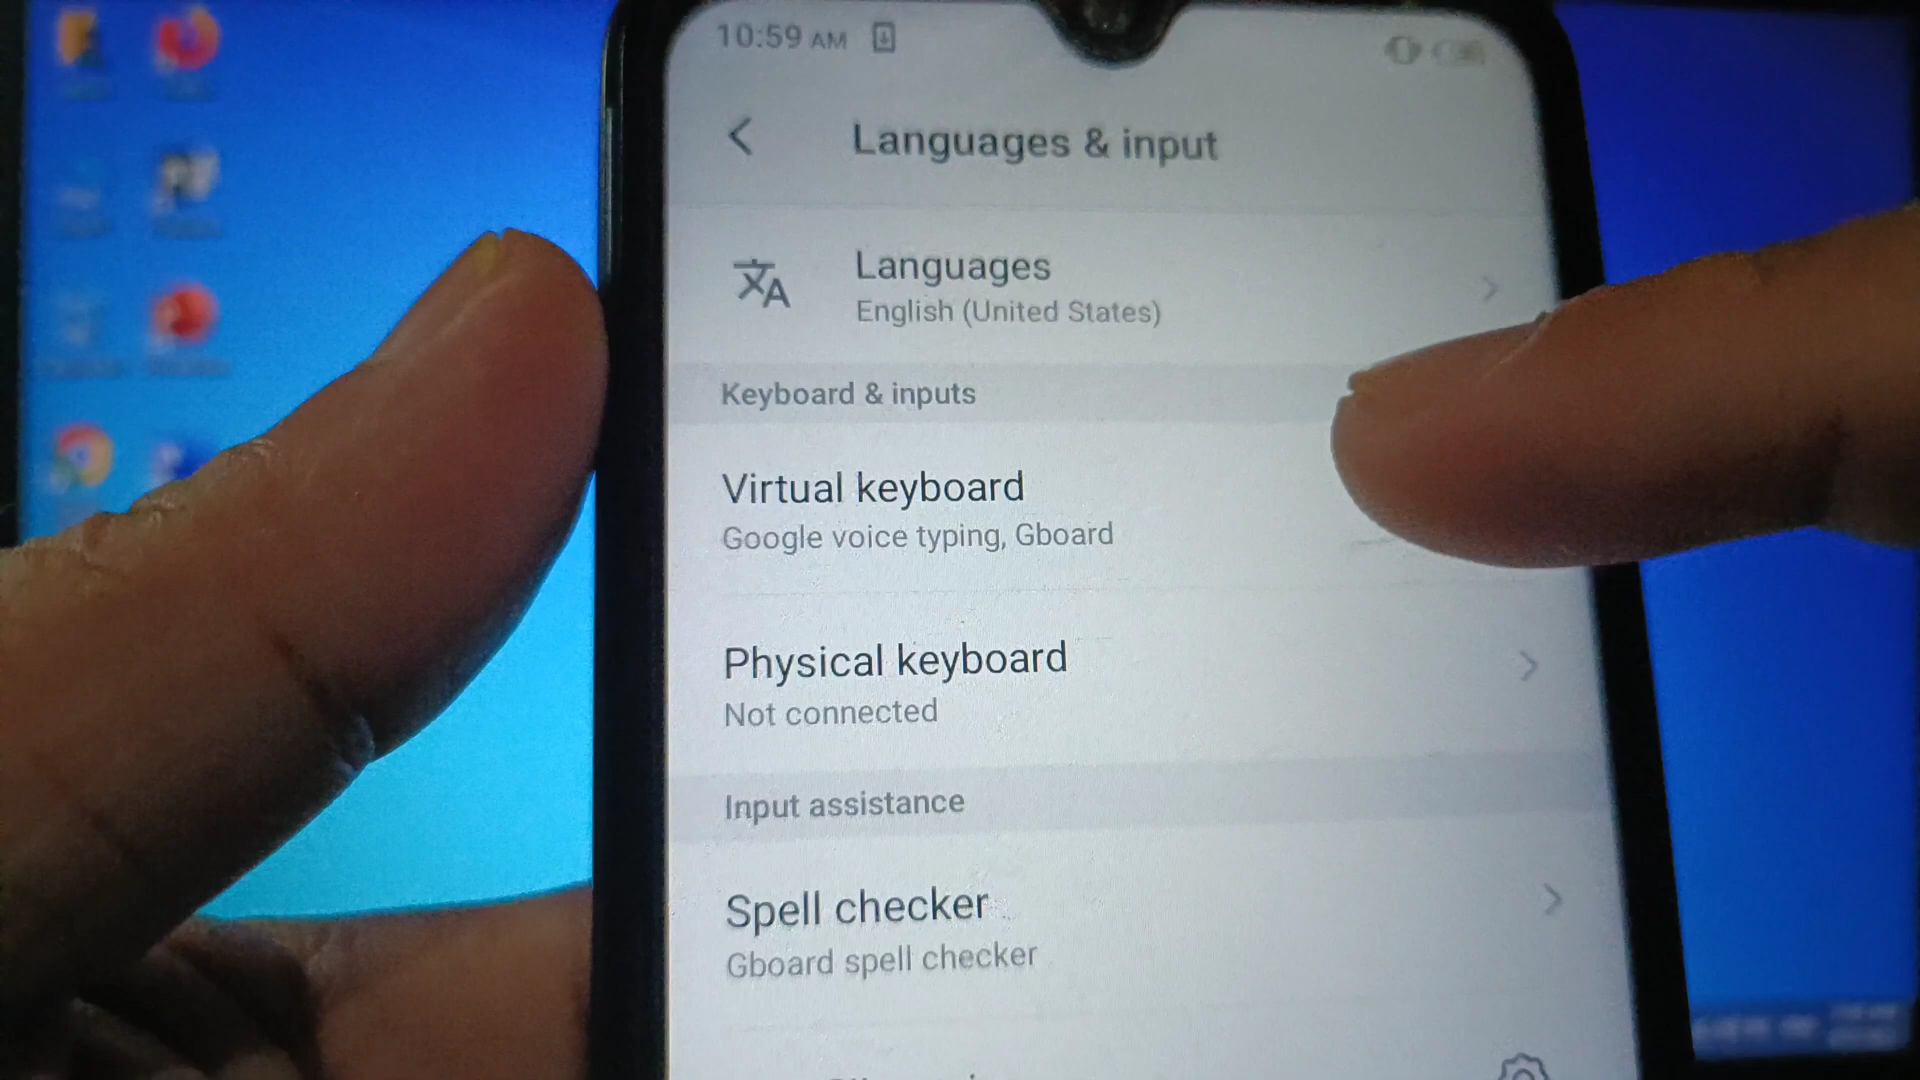 10:59 AM
Languages & input
Languages
English (United States)
Keyboard & inputs
Virtual keyboard
Google voice typing, Gboard
Physical keyboard
Not connected
Input assistance
Spell checker
Gboard spell checker